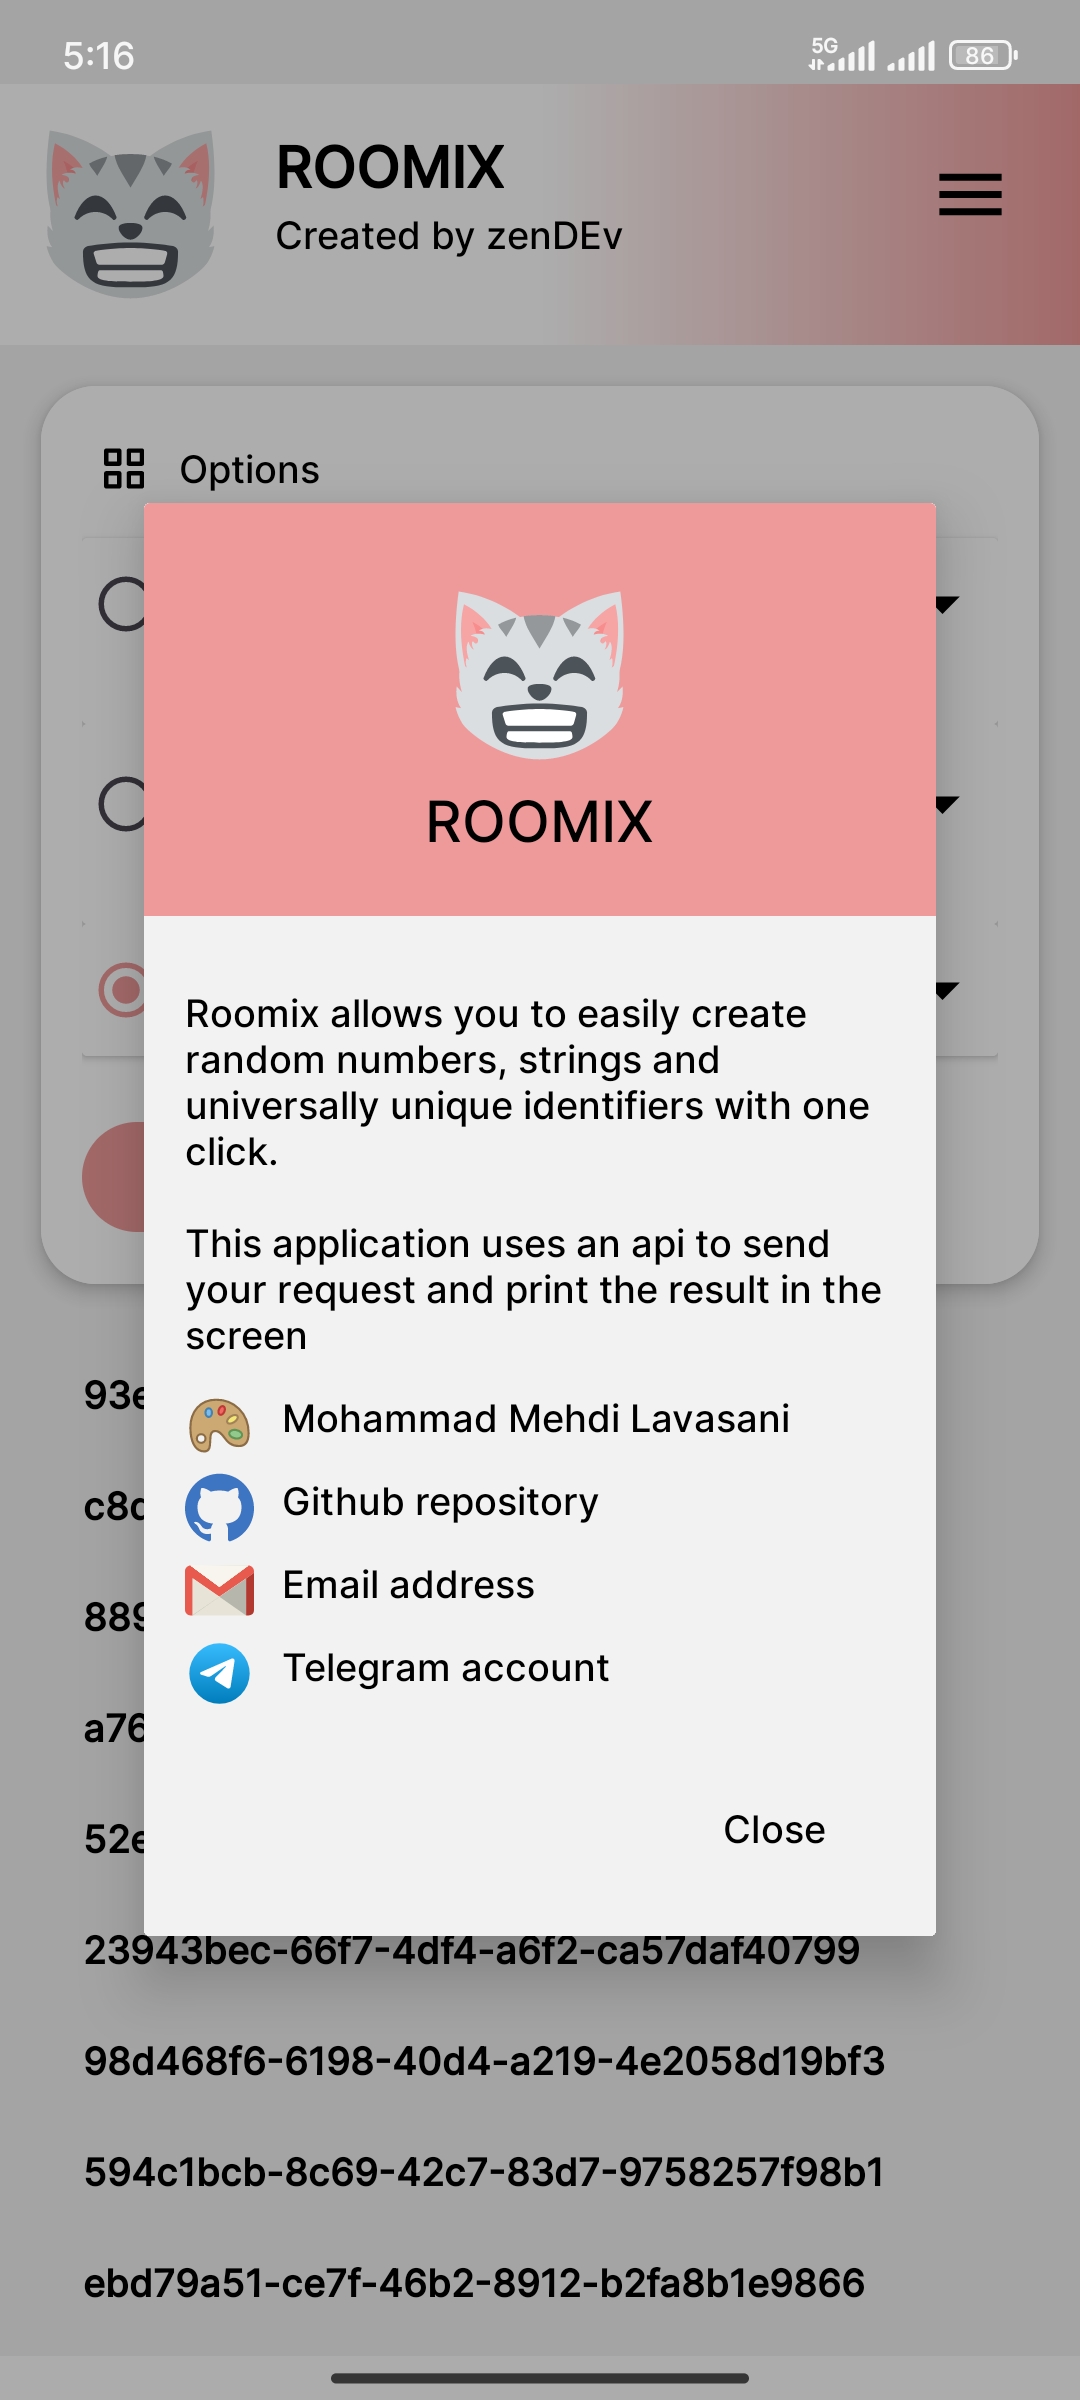 5:16
5G
86
ROOMIX
Created by zenDEv
Options
ROOMIX
Roomix allows you to easily create
random numbers, strings and
universally unique identifiers with one
click.
This application uses an api to send
your request and print the result in the
screen
Mohammad Mehdi Lavasani
Github repository
Email address
Telegram account
Close
93e
c8
889
a76
52e
23943bec-66f7-4df4-a6f2-ca57daf40799
98d468f6-6198-40d4-a219-4e2058d19bf3
594c1bcb-8c69-42c7-83d7-9758257f98b1
ebd79a51-ce7f-46b2-8912-b2fa8b1e9866